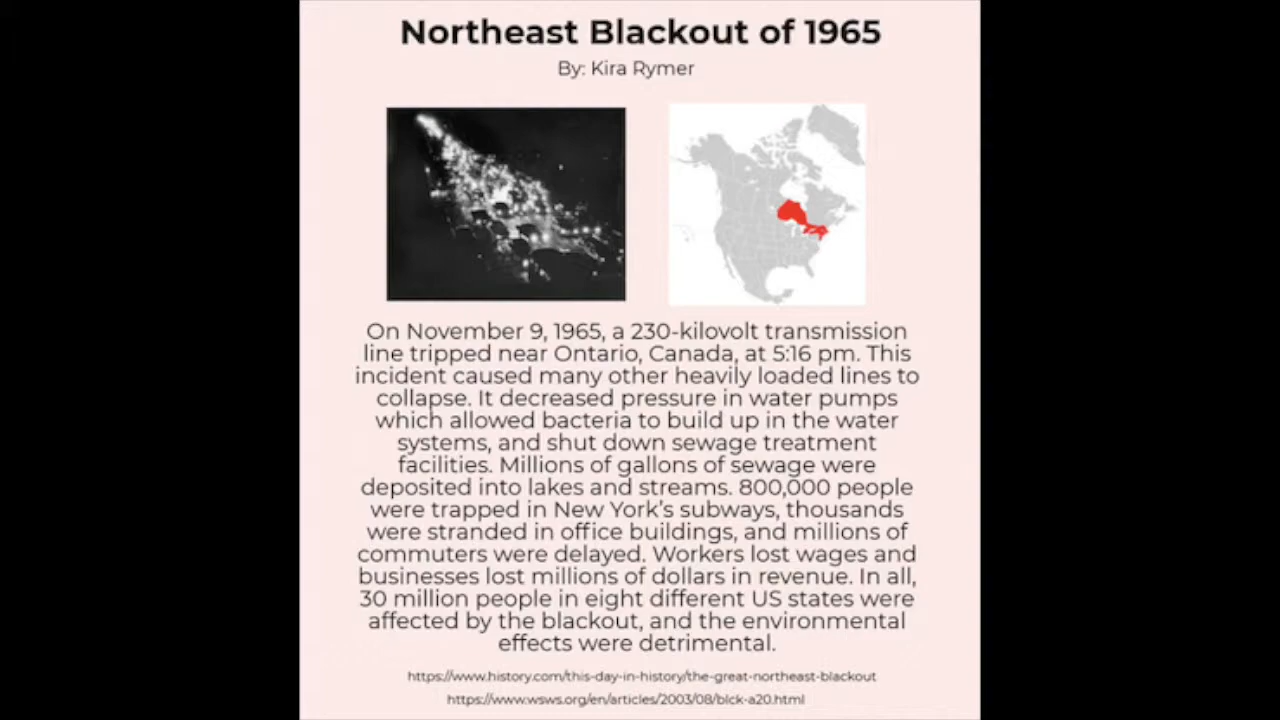 Northeast Blackout of 1965
By: Kira Rymer
On November 9, 1965, a 230-kilovolt transmission
line tripped near Ontario, Canada, at 5:16 pm. This
incident caused many other heavily loaded lines to
collapse. It decreased pressure in water pumps
which allowed bacteria to build up in the water
systems, and shut down sewage treatment
facilities. Millions of gallons of sewage were
deposited into lakes and streams. 800,000 people
were trapped in New York's subways, thousands
were stranded in office buildings, and millions of
commuters were delayed. Workers lost wages and
businesses lost millions of dollars in revenue. In all,
30 million people in eight different US states were
affected by the blackout, and the environmental
effects were detrimental.
https://www.history.com/this-day-in-history/the-great-northeast-blackout
https://www.wsws.org/en/articles/2003/08/blck-a20.html